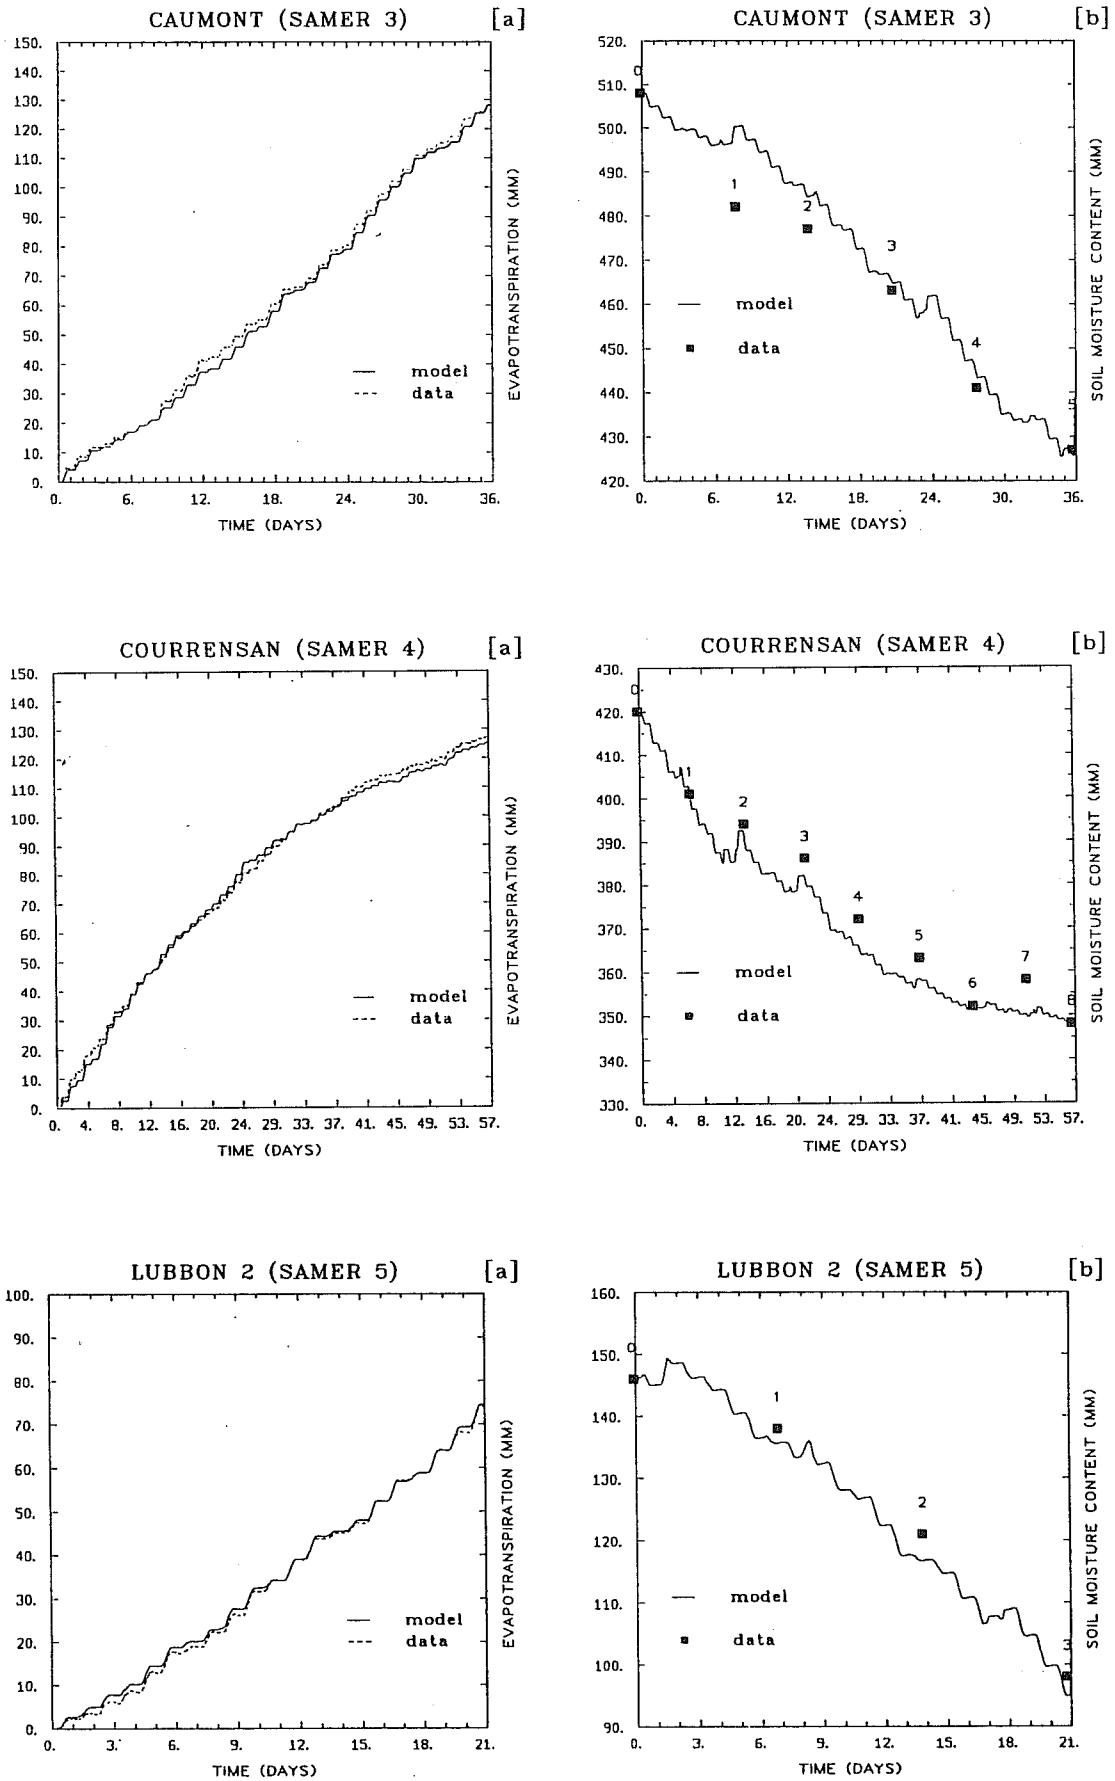 CAUMONT (SAMER 3) [a]
150.
140.
130.
120.
110.
100.
90.
80.
70.
60.
50.
40.
30.
20.
10.
0.
model
data
EVAPOTRANSPIRATION (MM)
0. 6. 12. 18. 24. 30. 36.
TIME (DAYS)
CAUMONT (SAMER 3) [b]
520.
510.
500.
490.
480.
470.
460.
450.
440.
430.
420.
0
1
2
3
4
5
model
data
SOIL MOISTURE CONTENT (MM)
0. 6. 12. 18. 24. 30. 36.
TIME (DAYS)
COURRENSAN (SAMER 4) [a]
150.
140.
130.
120.
110.
100.
90.
80.
70.
60.
50.
40.
30.
20.
10.
0.
model
data
EVAPOTRANSPIRATION (MM)
0. 4. 8. 12. 16. 20. 24. 29. 33. 37. 41. 45. 49. 53. 57.
TIME (DAYS)
COURRENSAN (SAMER 4) [b]
430.
420.
410.
400.
390.
380.
370.
360.
350.
340.
330.
0
1
2
3
4
5
6
7
8
model
data
SOIL MOISTURE CONTENT (MM)
0. 4. 8. 12. 16. 20. 24. 29. 33. 37. 41. 45. 49. 53. 57.
TIME (DAYS)
LUBBON 2 (SAMER 5) [a]
100.
90.
80.
70.
60.
50.
40.
30.
20.
10.
0.
model
data
EVAPOTRANSPIRATION (MM)
0. 3. 6. 9. 12. 15. 18. 21.
TIME (DAYS)
LUBBON 2 (SAMER 5) [b]
160.
150.
140.
130.
120.
110.
100.
90.
0
1
2
3
model
data
SOIL MOISTURE CONTENT (MM)
0. 3. 6. 9. 12. 15. 18. 21.
TIME (DAYS)